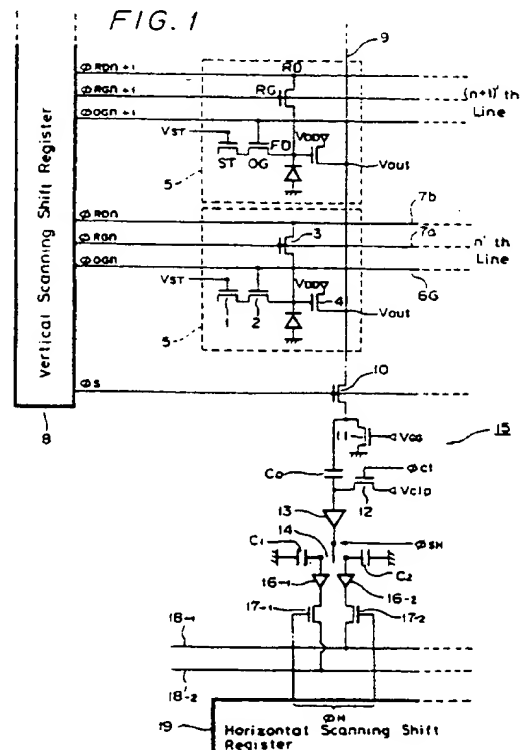 FIG. 1
9
RD
φRDn+1
RG
φRGn+1
(n+1)'th
Line
φOGn+1
VST
FD
VDD
ST
OG
Vout
5
φRDn
7b
3
7a
φRGn
n'th
Line
φOGn
6G
VST
VDD
4
1
2
Vout
5
Vertical Scanning Shift Register
10
φS
8
11
VGG
15
C0
φCl
Vclp
12
13
14
φSH
C1
C2
16-1
16-2
17-1
17-2
18-1
18-2
φH
19
Horizontal Scanning Shift
Register